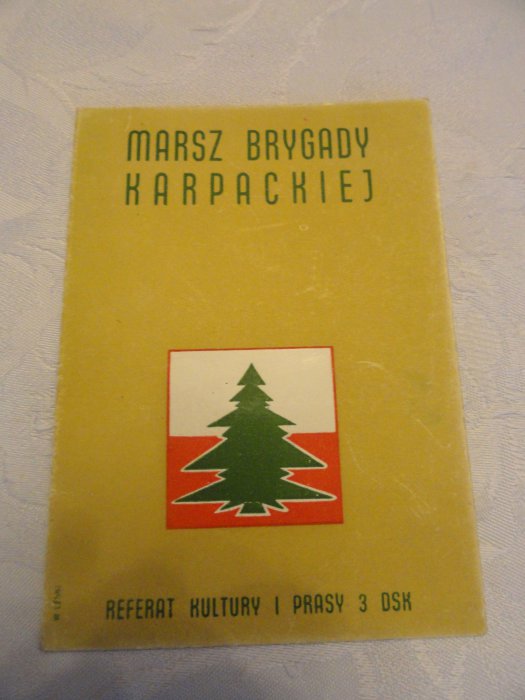 MARSZ BRYGADY
KARPACKIEJ
REFERAT KULTURY I PRASY 3 DSK